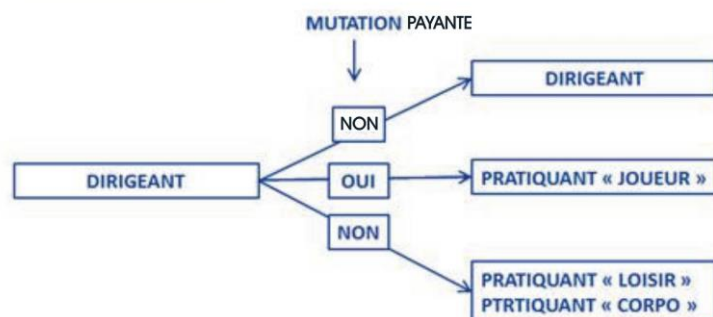 MUTATION PAYANTE
DIRIGEANT
NON
DIRIGEANT
OUI
PRATIQUANT « JOUEUR »
NON
PRATIQUANT « LOISIR »
PTRTIQUANT « CORPO »